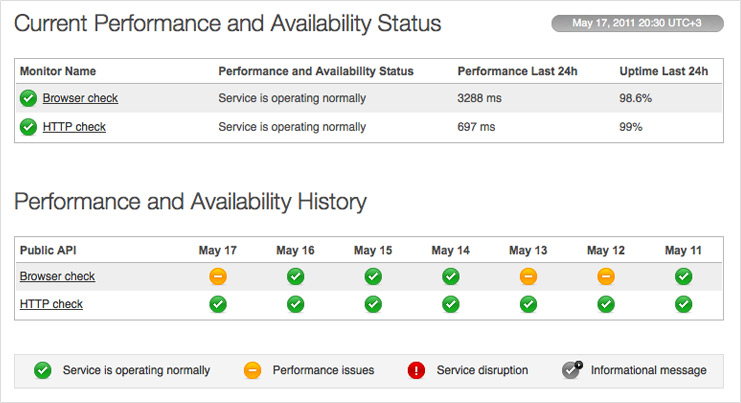 Current Performance and Availability Status
May 17, 2011 20:30 UTC+3
Monitor Name Performance and Availability Status Performance Last 24h Uptime Last 24h
Browser check Service is operating normally 3288 ms 98.6%
HTTP check Service is operating normally 697 ms 99%
Performance and Availability History
Public API May 17 May 16 May 15 May 14 May 13 May 12 May 11
Browser check
HTTP check
Service is operating normally Performance issues Service disruption Informational message